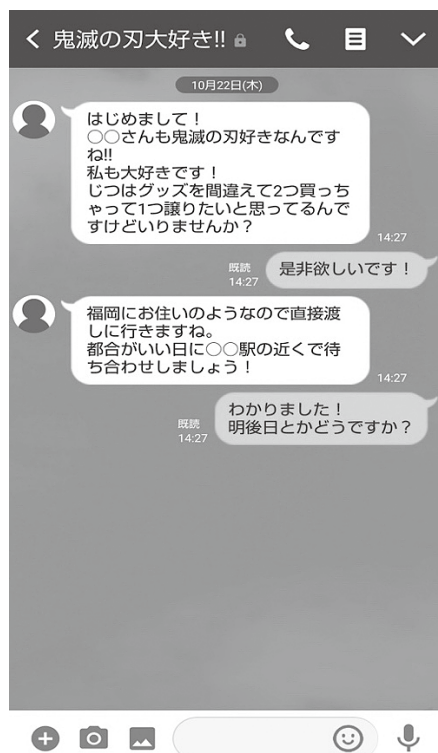 鬼滅の刃大好き!!
10月22日(木)
はじめまして！
○○さんも鬼滅の刃好きなんです
ね!!
私も大好きです！
じつはグッズを間違えて2つ買っち
ゃって1つ譲りたいと思ってるんで
すけどいりませんか？
14:27
是非欲しいです！
既読
14:27
福岡にお住いのようなので直接渡
しに行きますね。
都合がいい日に○○駅の近くで待
ち合わせしましょう！
14:27
わかりました！
明後日とかどうですか？
既読
14:27